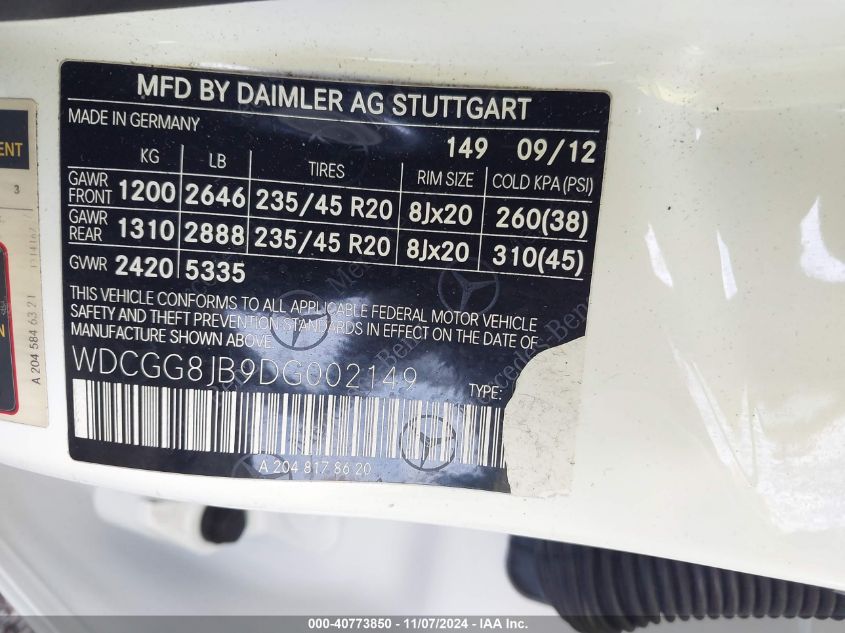 MFD BY DAIMLER AG STUTTGART
MADE IN GERMANY
149 09/12
KG LB TIRES RIM SIZE COLD KPA (PSI)
GAWR FRONT 1200 2646 235/45 R20 8Jx20 260(38)
GAWR REAR 1310 2888 235/45 R20 8Jx20 310(45)
GVWR 2420 5335
THIS VEHICLE CONFORMS TO ALL APPLICABLE FEDERAL MOTOR VEHICLE
SAFETY AND THEFT PREVENTION STANDARDS IN EFFECT ON THE DATE OF
MANUFACTURE ABOVE.
WDCGG8JB9DG002149
TYPE:
A 204 817 86 20
3
A 204 584 63 21
Mercedes-Benz
000-40773850 | 11/07/2024 - IAA Inc.